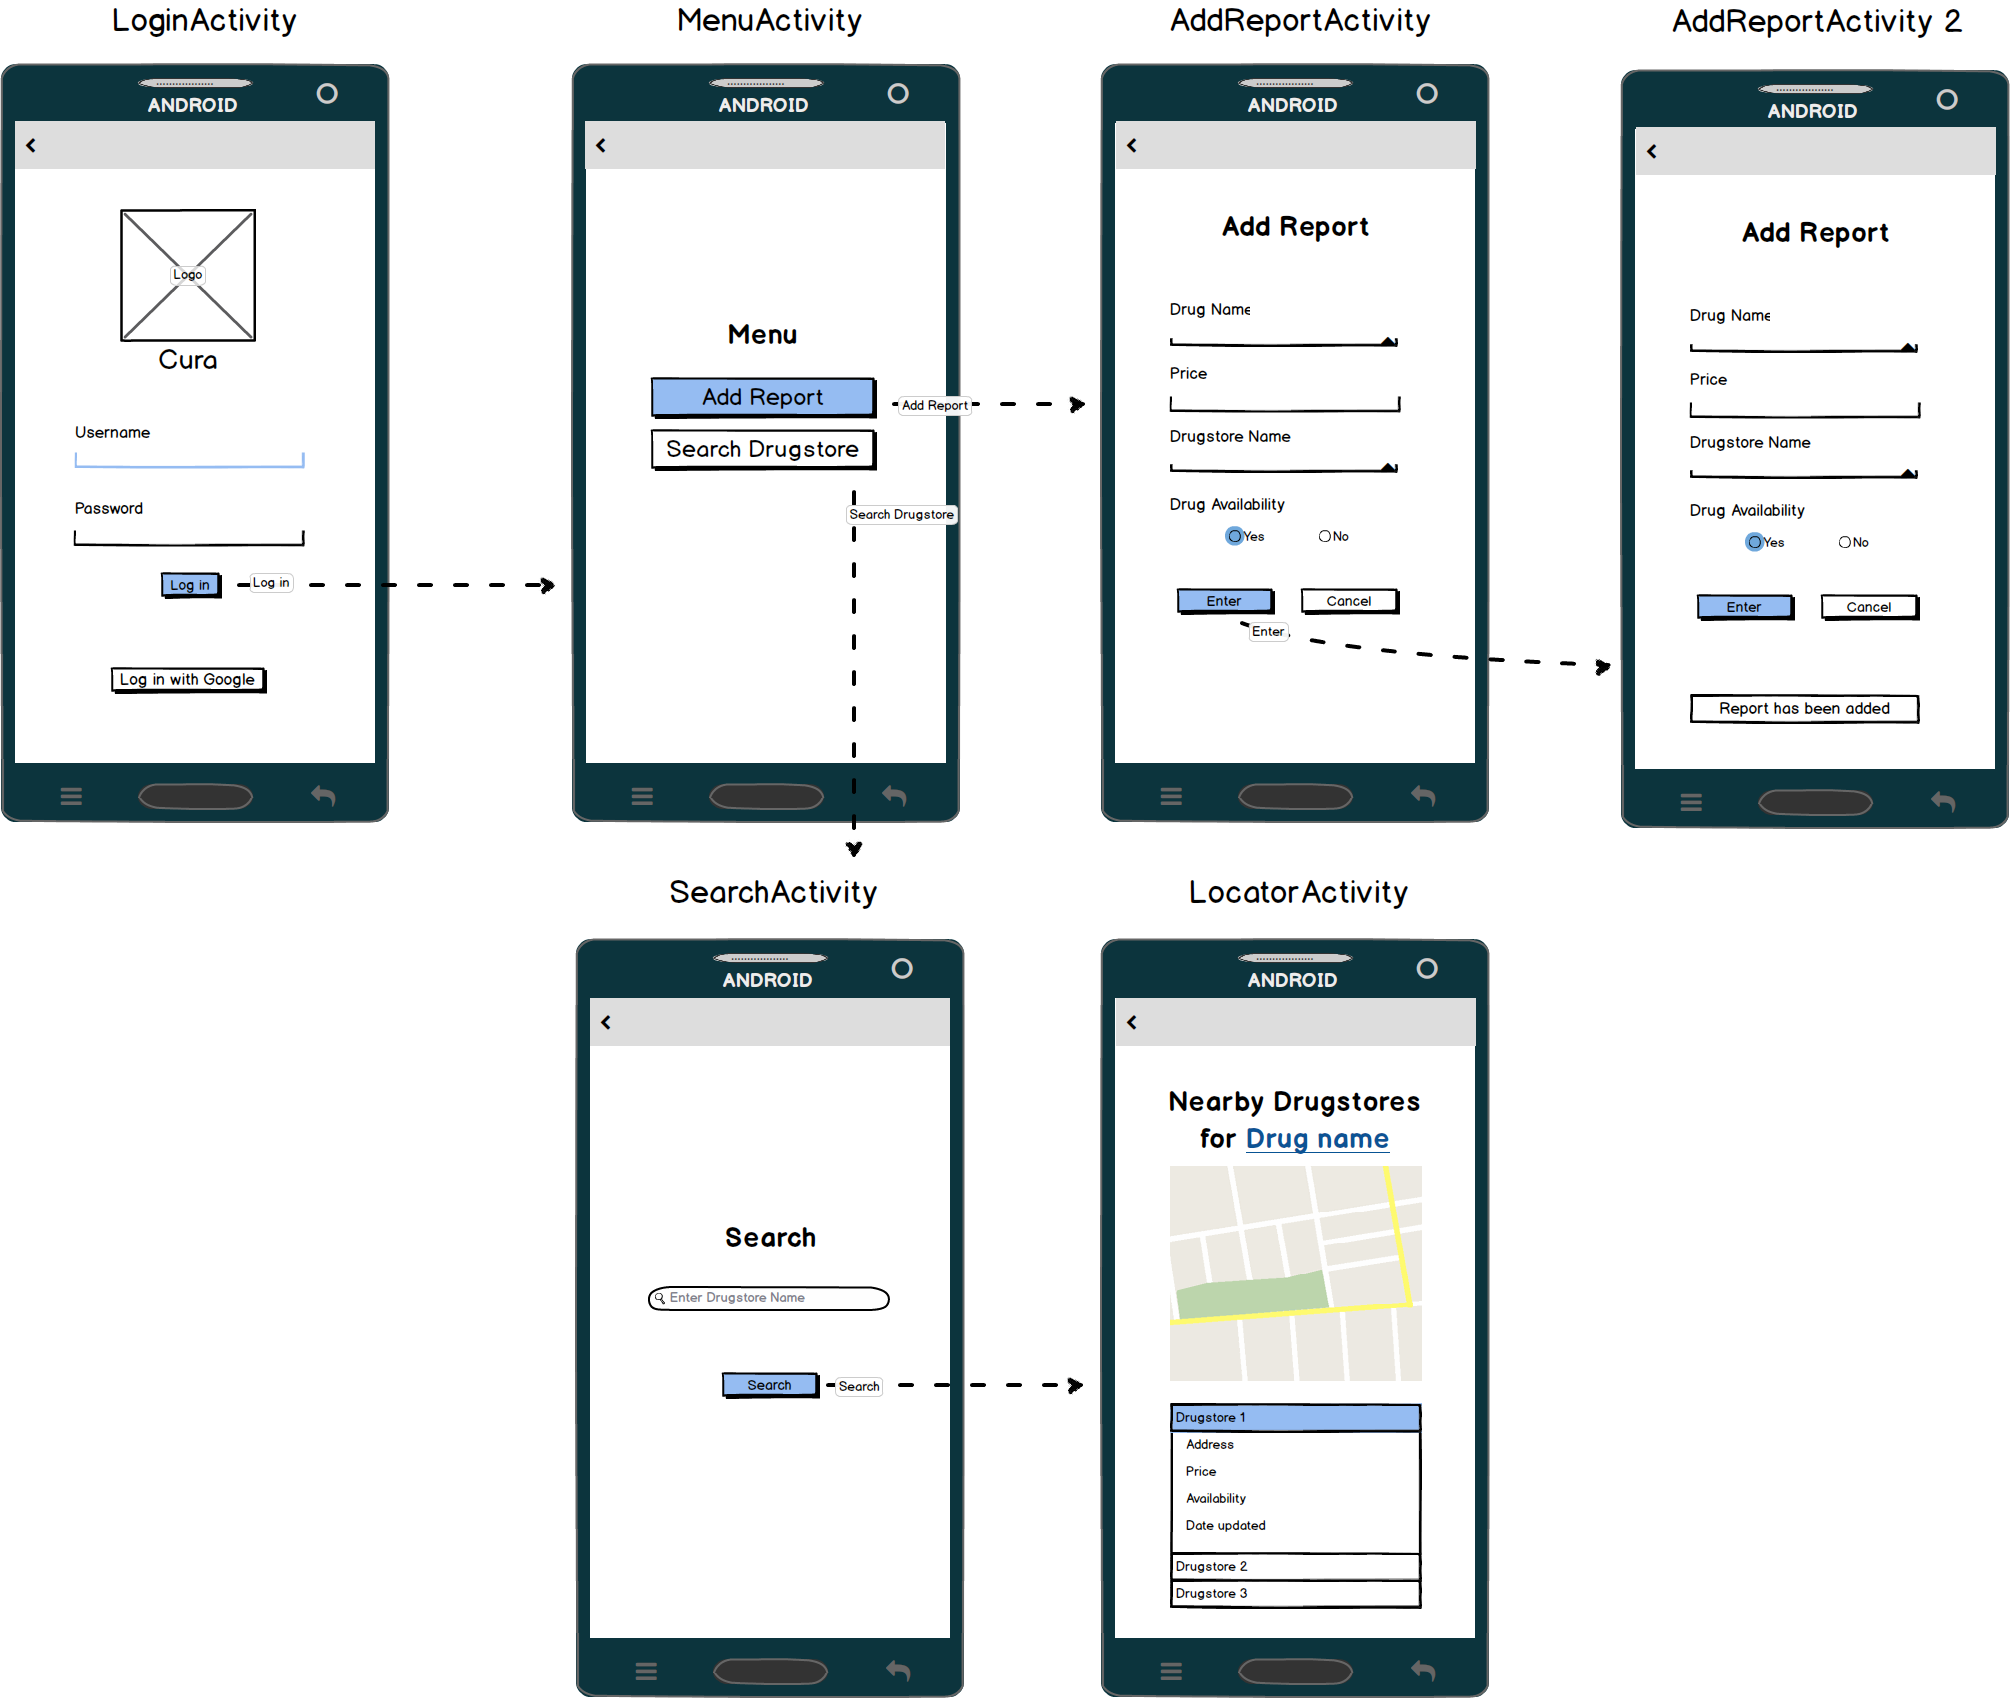 LoginActivity
ANDROID
Logo
Cura
Username
Password
Log in
Log in
Log in with Google
MenuActivity
ANDROID
Menu
Add Report
Add Report
Search Drugstore
Search Drugstore
AddReportActivity
ANDROID
Add Report
Drug Name
Price
Drugstore Name
Drug Availability
Yes No
Enter Cancel
Enter
AddReportActivity 2
ANDROID
Add Report
Drug Name
Price
Drugstore Name
Drug Availability
Yes No
Enter Cancel
Report has been added
SearchActivity
ANDROID
Search
Enter Drugstore Name
Search
Search
LocatorActivity
ANDROID
Nearby Drugstores
for Drug name
Drugstore 1
Address
Price
Availability
Date updated
Drugstore 2
Drugstore 3